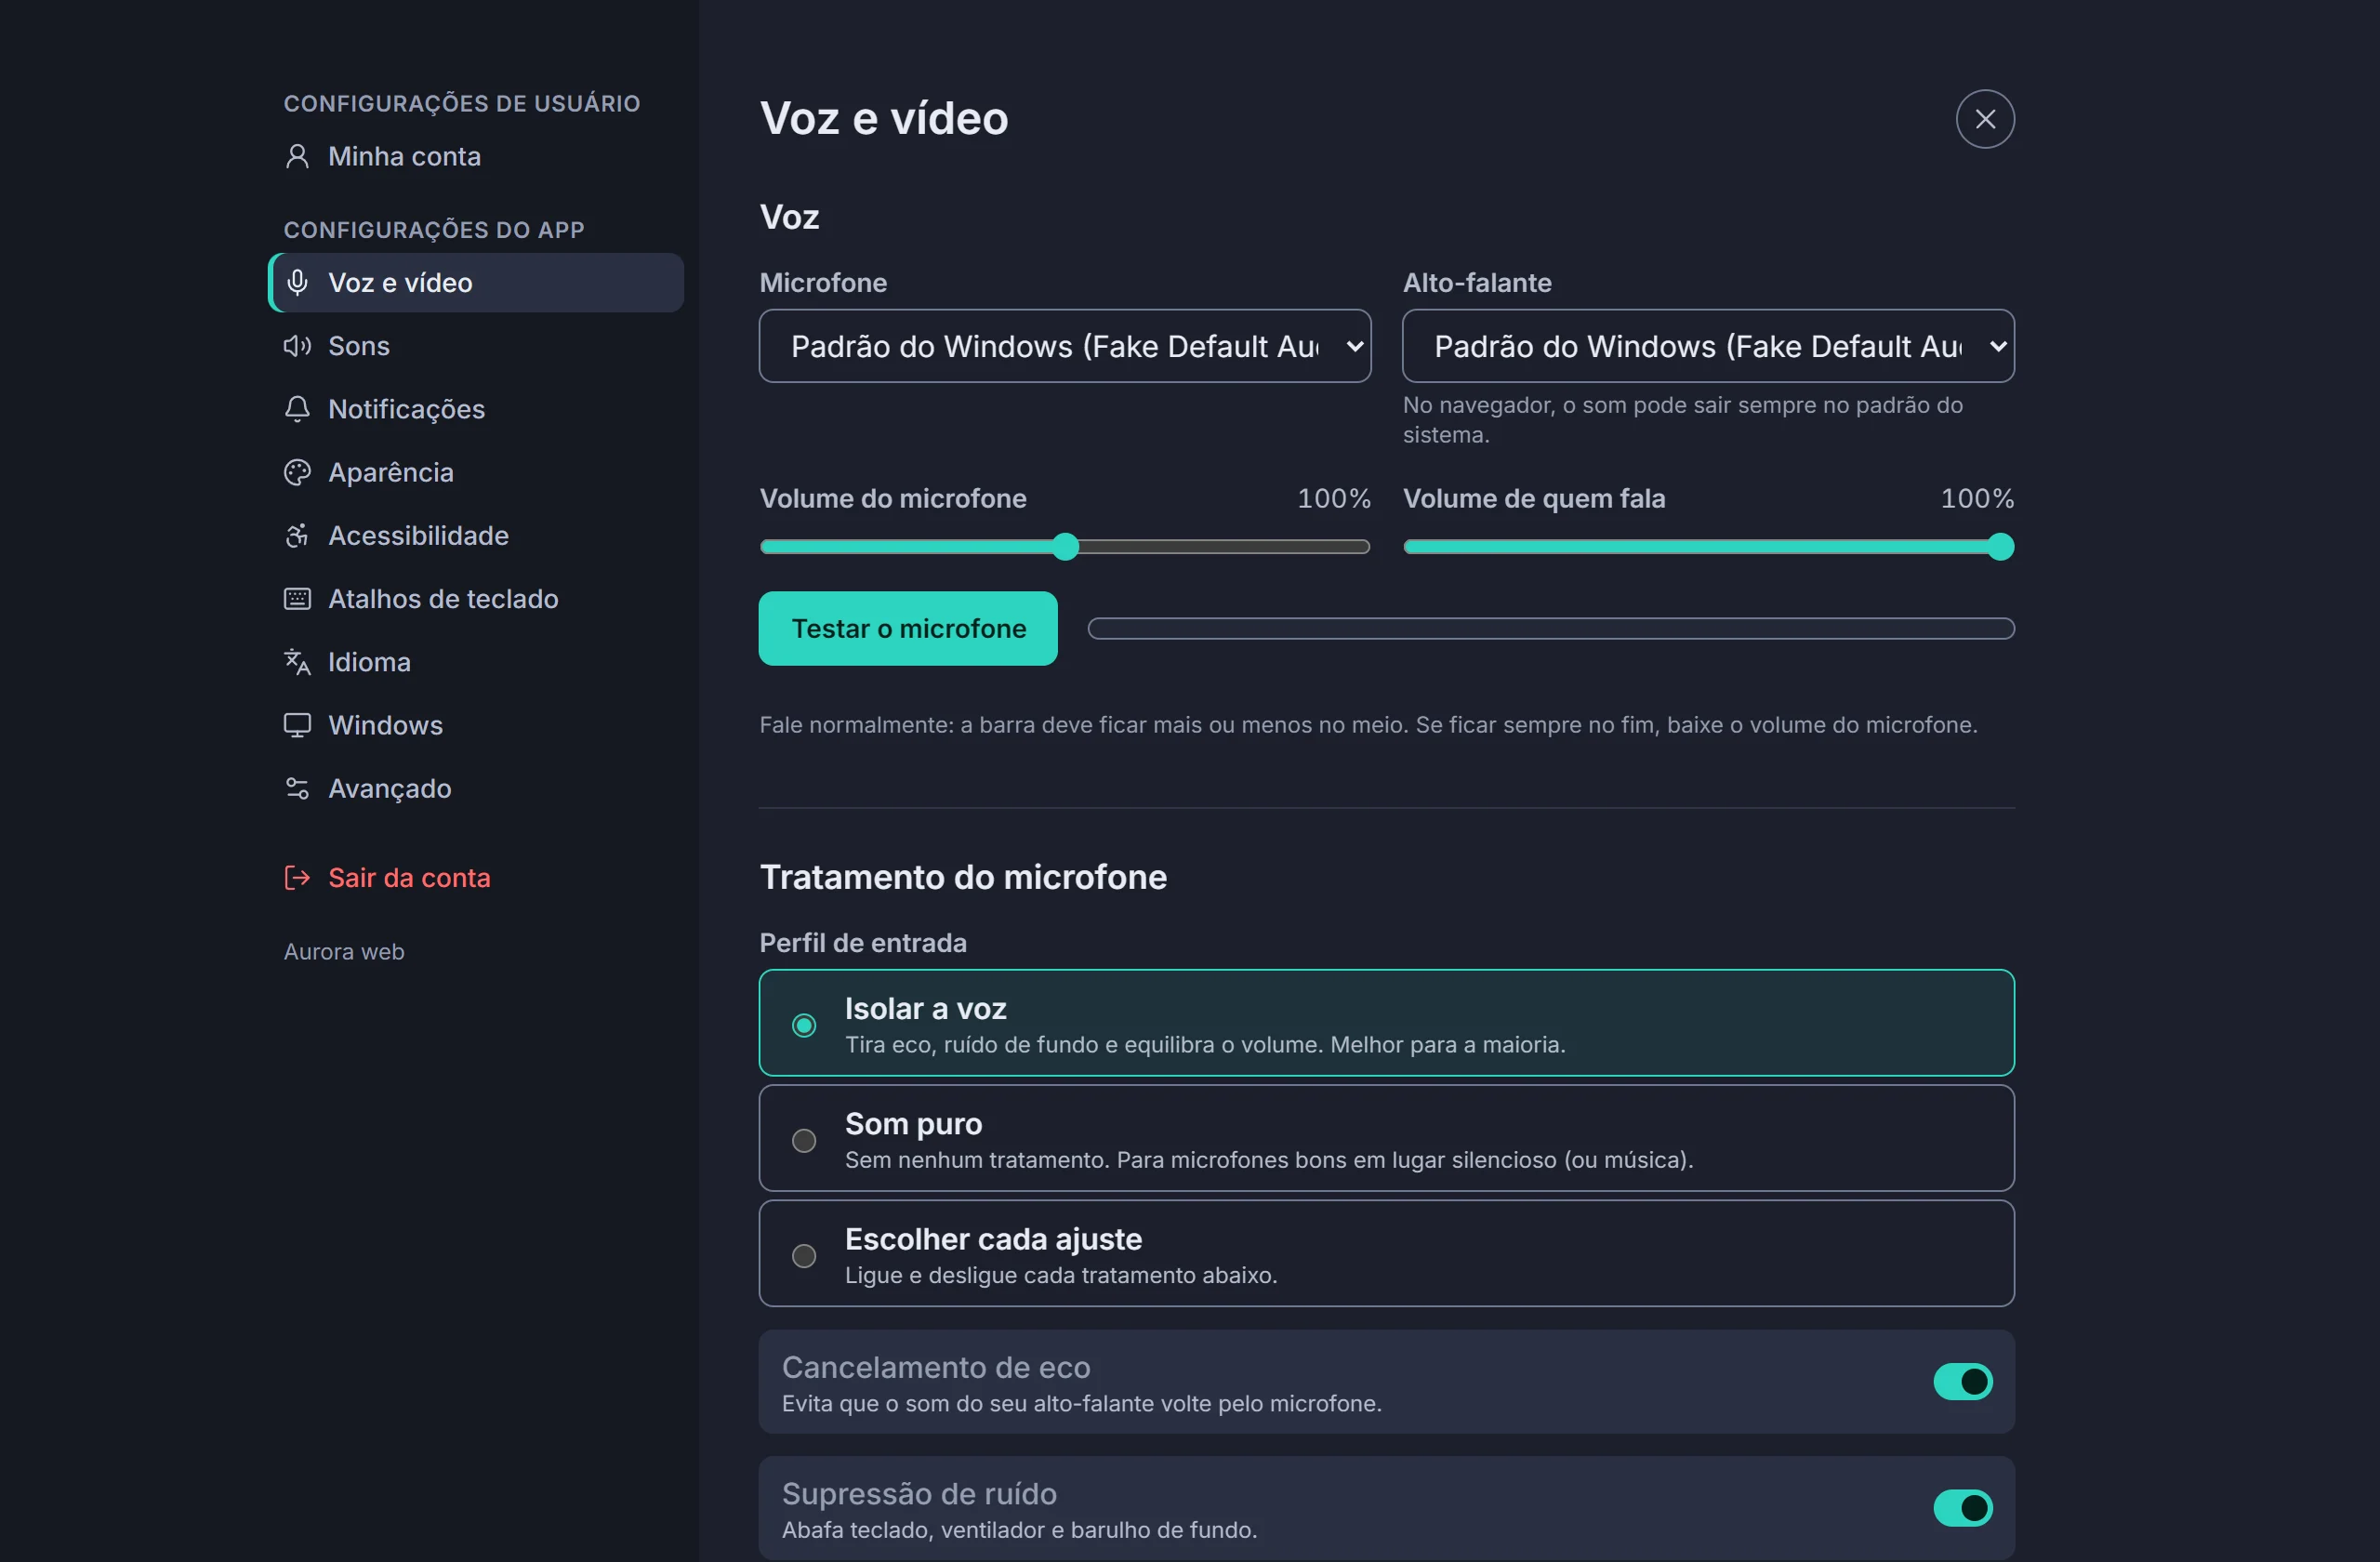 CONFIGURAÇÕES DE USUÁRIO
Minha conta
CONFIGURAÇÕES DO APP
Voz e vídeo
Sons
Notificações
Aparência
Acessibilidade
Atalhos de teclado
Idioma
Windows
Avançado
Sair da conta
Aurora web
Voz e vídeo
Voz
Microfone
Padrão do Windows (Fake Default Au
Alto-falante
Padrão do Windows (Fake Default Au
No navegador, o som pode sair sempre no padrão do
sistema.
Volume do microfone 100%
Volume de quem fala 100%
Testar o microfone
Fale normalmente: a barra deve ficar mais ou menos no meio. Se ficar sempre no fim, baixe o volume do microfone.
Tratamento do microfone
Perfil de entrada
Isolar a voz
Tira eco, ruído de fundo e equilibra o volume. Melhor para a maioria.
Som puro
Sem nenhum tratamento. Para microfones bons em lugar silencioso (ou música).
Escolher cada ajuste
Ligue e desligue cada tratamento abaixo.
Cancelamento de eco
Evita que o som do seu alto-falante volte pelo microfone.
Supressão de ruído
Abafa teclado, ventilador e barulho de fundo.